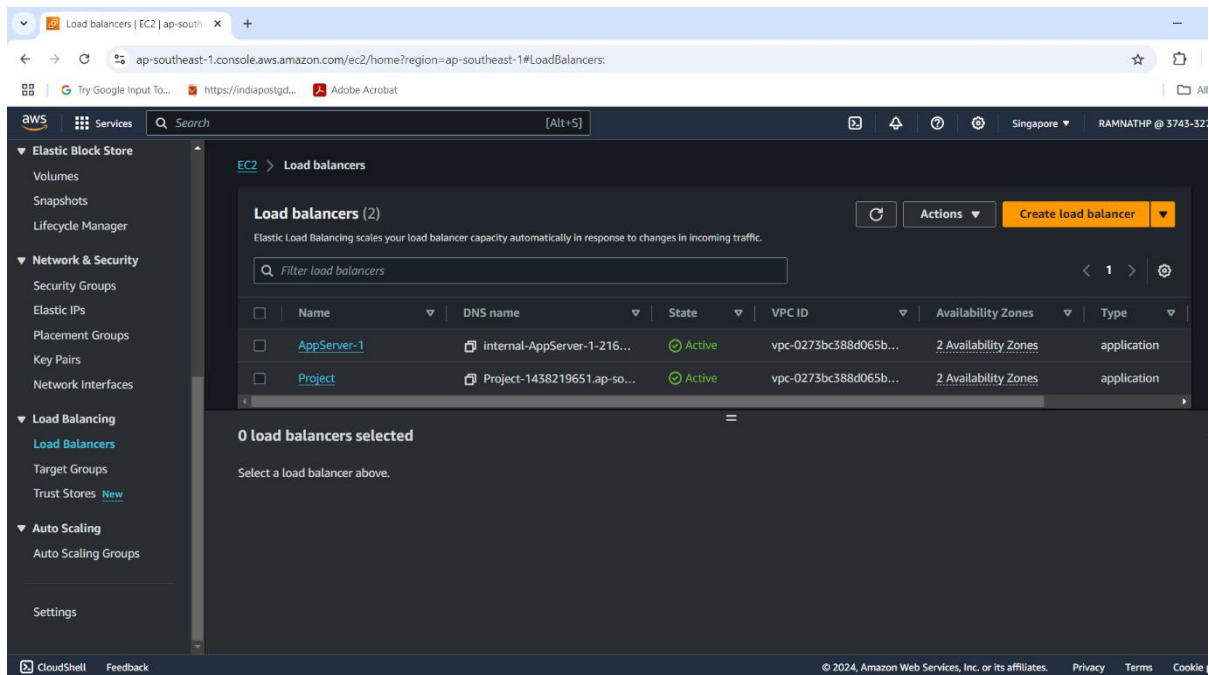 Load balancers | EC2 | ap-south
ap-southeast-1.console.aws.amazon.com/ec2/home?region=ap-southeast-1#LoadBalancers:
Try Google Input To... https://indiapostgd... Adobe Acrobat All
aws Services Search [Alt+S] Singapore ▼ RAMNATHP @ 3743-327
▼ Elastic Block Store
Volumes
Snapshots
Lifecycle Manager
▼ Network & Security
Security Groups
Elastic IPs
Placement Groups
Key Pairs
Network Interfaces
▼ Load Balancing
Load Balancers
Target Groups
Trust Stores New
▼ Auto Scaling
Auto Scaling Groups
Settings
EC2 > Load balancers
Load balancers (2) Actions ▼ Create load balancer ▼
Elastic Load Balancing scales your load balancer capacity automatically in response to changes in incoming traffic.
Filter load balancers < 1 >
Name DNS name State VPC ID Availability Zones Type
AppServer-1 internal-AppServer-1-216... Active vpc-0273bc388d065b... 2 Availability Zones application
Project Project-1438219651.ap-so... Active vpc-0273bc388d065b... 2 Availability Zones application
0 load balancers selected
Select a load balancer above.
CloudShell Feedback © 2024, Amazon Web Services, Inc. or its affiliates. Privacy Terms Cookie